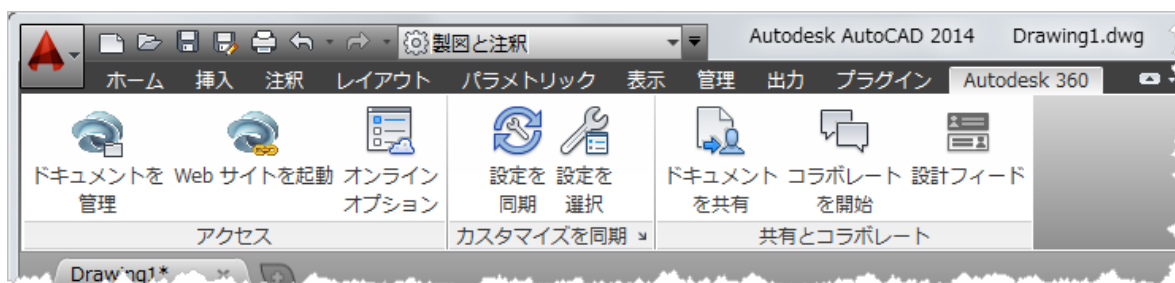 製図と注釈
Autodesk AutoCAD 2014 Drawing1.dwg
ホーム 挿入 注釈 レイアウト パラメトリック 表示 管理 出力 プラグイン Autodesk 360
ドキュメントを Web サイトを起動 オンライン 設定を 設定を ドキュメント コラボレート 設計フィード
管理 オプション 同期 選択 を共有 を開始
アクセス カスタマイズを同期 共有とコラボレート
Drawing1*